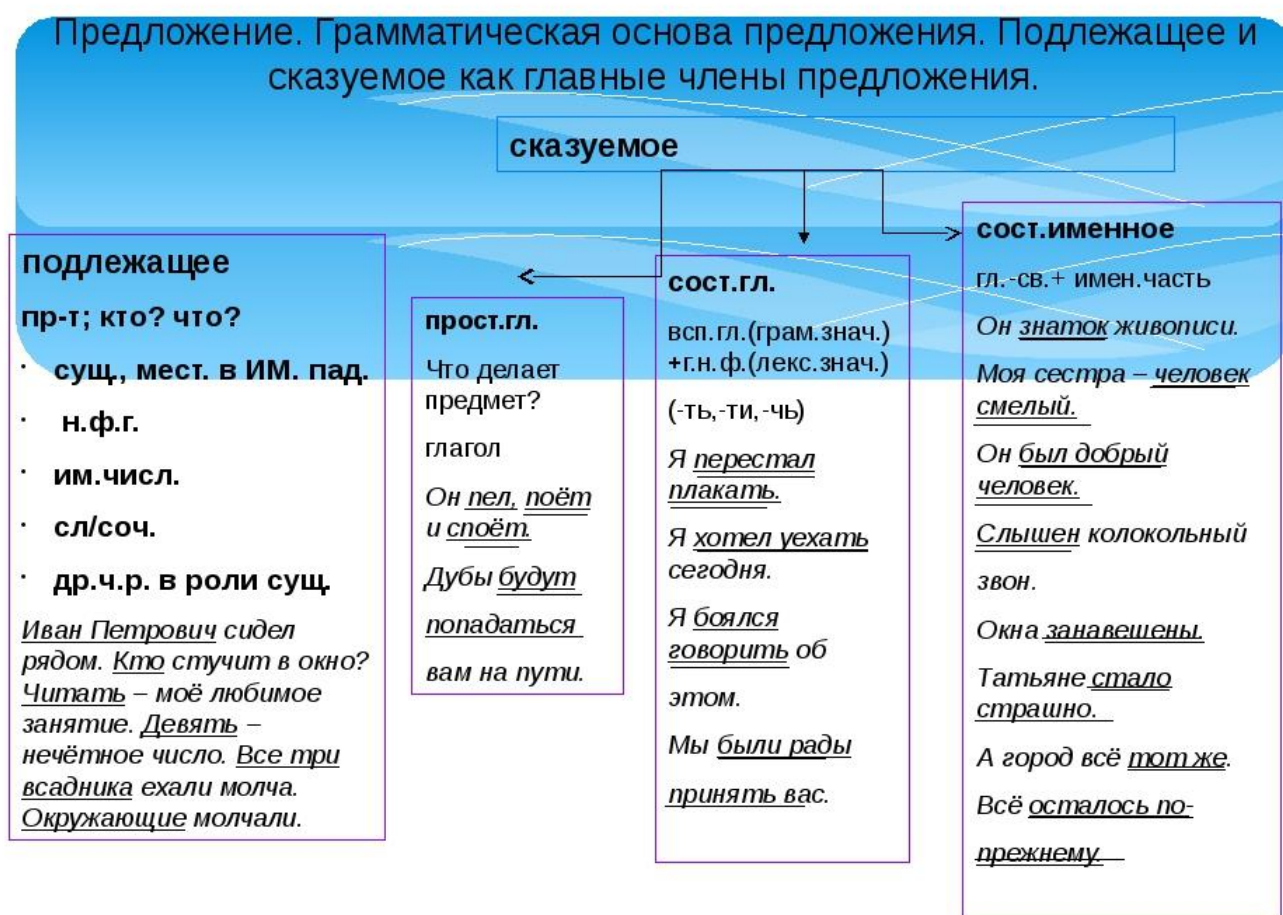 Предложение. Грамматическая основа предложения. Подлежащее и
сказуемое как главные члены предложения.
сказуемое
подлежащее
пр-т; кто? что?
· сущ., мест. в ИМ. пад.
· н.ф.г.
· им.числ.
· сл/соч.
· др.ч.р. в роли сущ.
Иван Петрович сидел
рядом. Кто стучит в окно?
Читать – моё любимое
занятие. Девять –
нечётное число. Все три
всадника ехали молча.
Окружающие молчали.
прост.гл.
Что делает
предмет?
глагол
Он пел, поёт
и споёт.
Дубы будут
попадаться
вам на пути.
сост.гл.
всп.гл.(грам.знач.)
+г.н.ф.(лекс.знач.)
(-ть,-ти,-чь)
Я перестал
плакать.
Я хотел уехать
сегодня.
Я боялся
говорить об
этом.
Мы были рады
принять вас.
сост.именное
гл.-св.+ имен.часть
Он знаток живописи.
Моя сестра – человек
смелый.
Он был добрый
человек.
Слышен колокольный
звон.
Окна занавешены.
Татьяне стало
страшно.
А город всё тот же.
Всё осталось по-
прежнему.